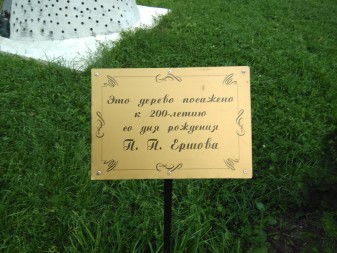 Это дерево посажено
к 200-летию
со дня рождения
П. П. Ершова